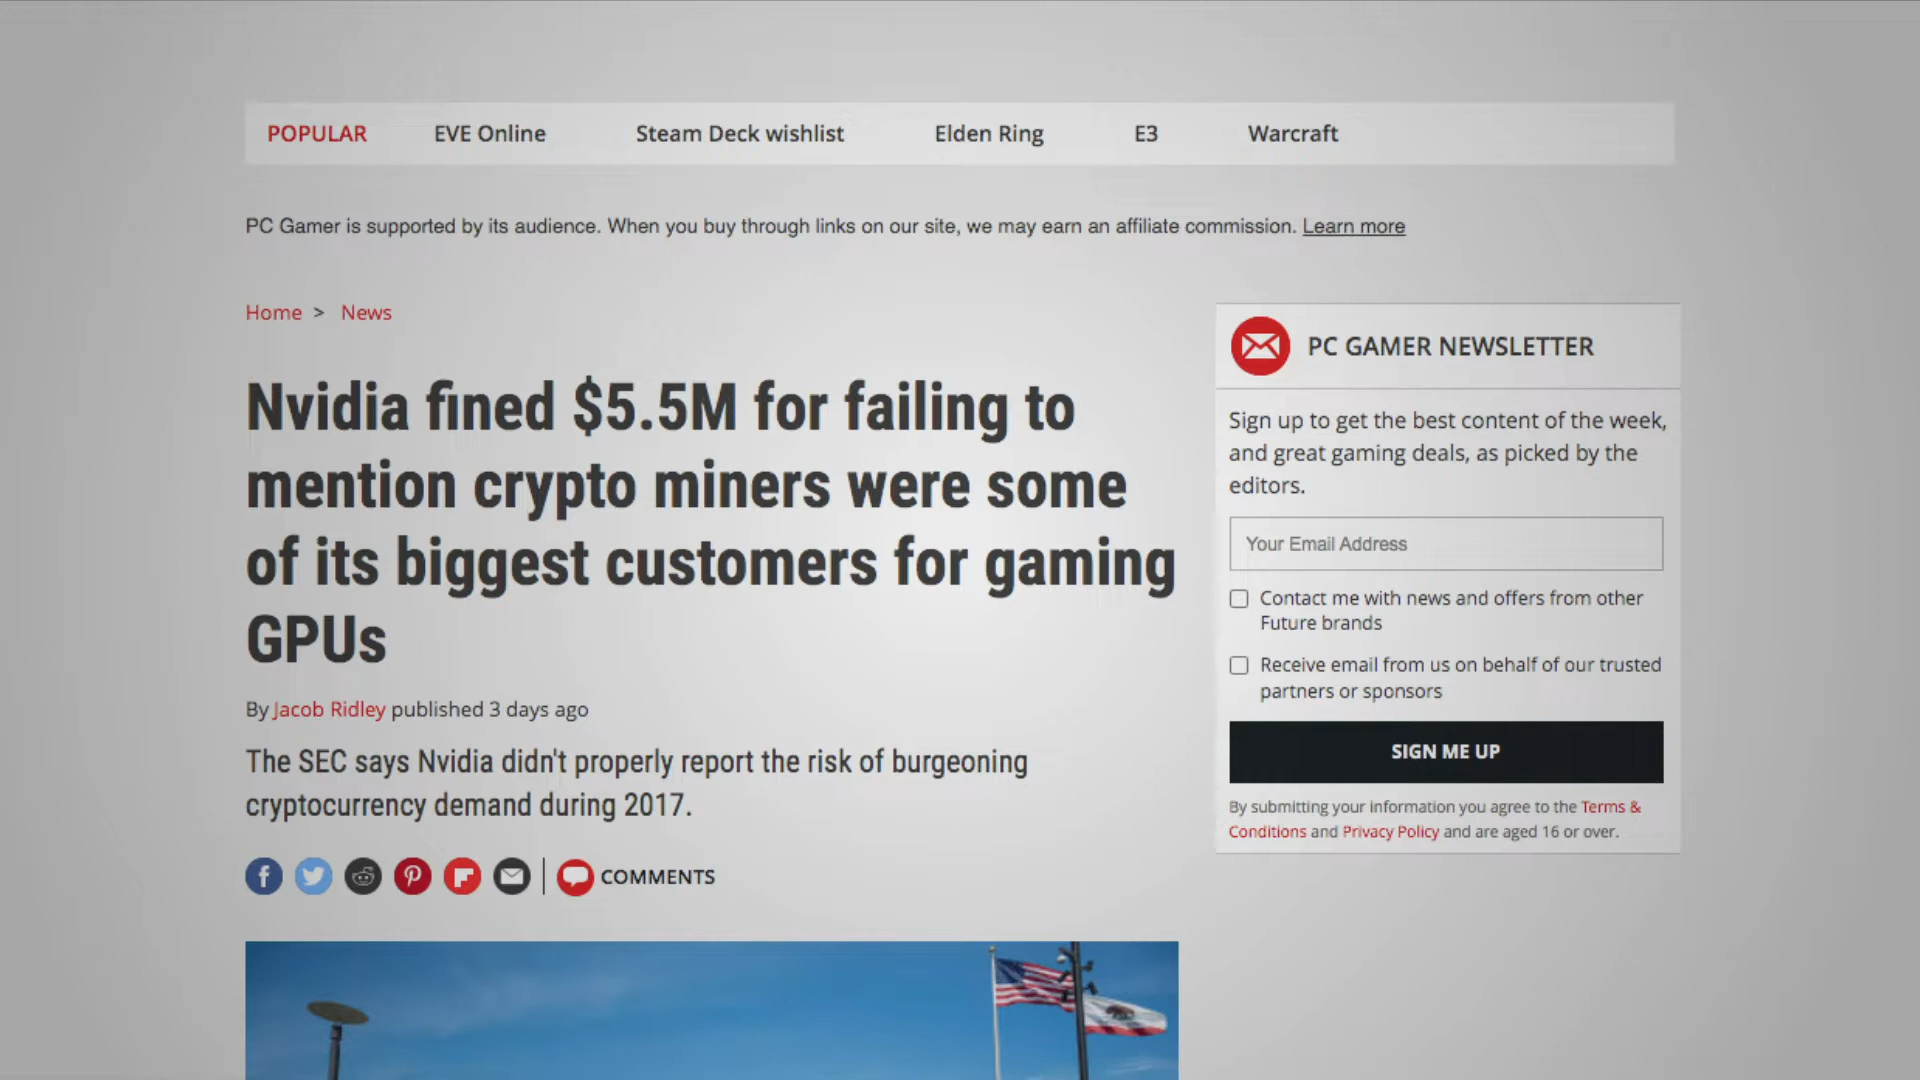 POPULAR EVE Online Steam Deck wishlist Elden Ring E3 Warcraft
PC Gamer is supported by its audience. When you buy through links on our site, we may earn an affiliate commission. Learn more
Home > News
Nvidia fined $5.5M for failing to
mention crypto miners were some
of its biggest customers for gaming
GPUs
By Jacob Ridley published 3 days ago
The SEC says Nvidia didn't properly report the risk of burgeoning
cryptocurrency demand during 2017.
COMMENTS
PC GAMER NEWSLETTER
Sign up to get the best content of the week,
and great gaming deals, as picked by the
editors.
Your Email Address
Contact me with news and offers from other
Future brands
Receive email from us on behalf of our trusted
partners or sponsors
SIGN ME UP
By submitting your information you agree to the Terms &
Conditions and Privacy Policy and are aged 16 or over.